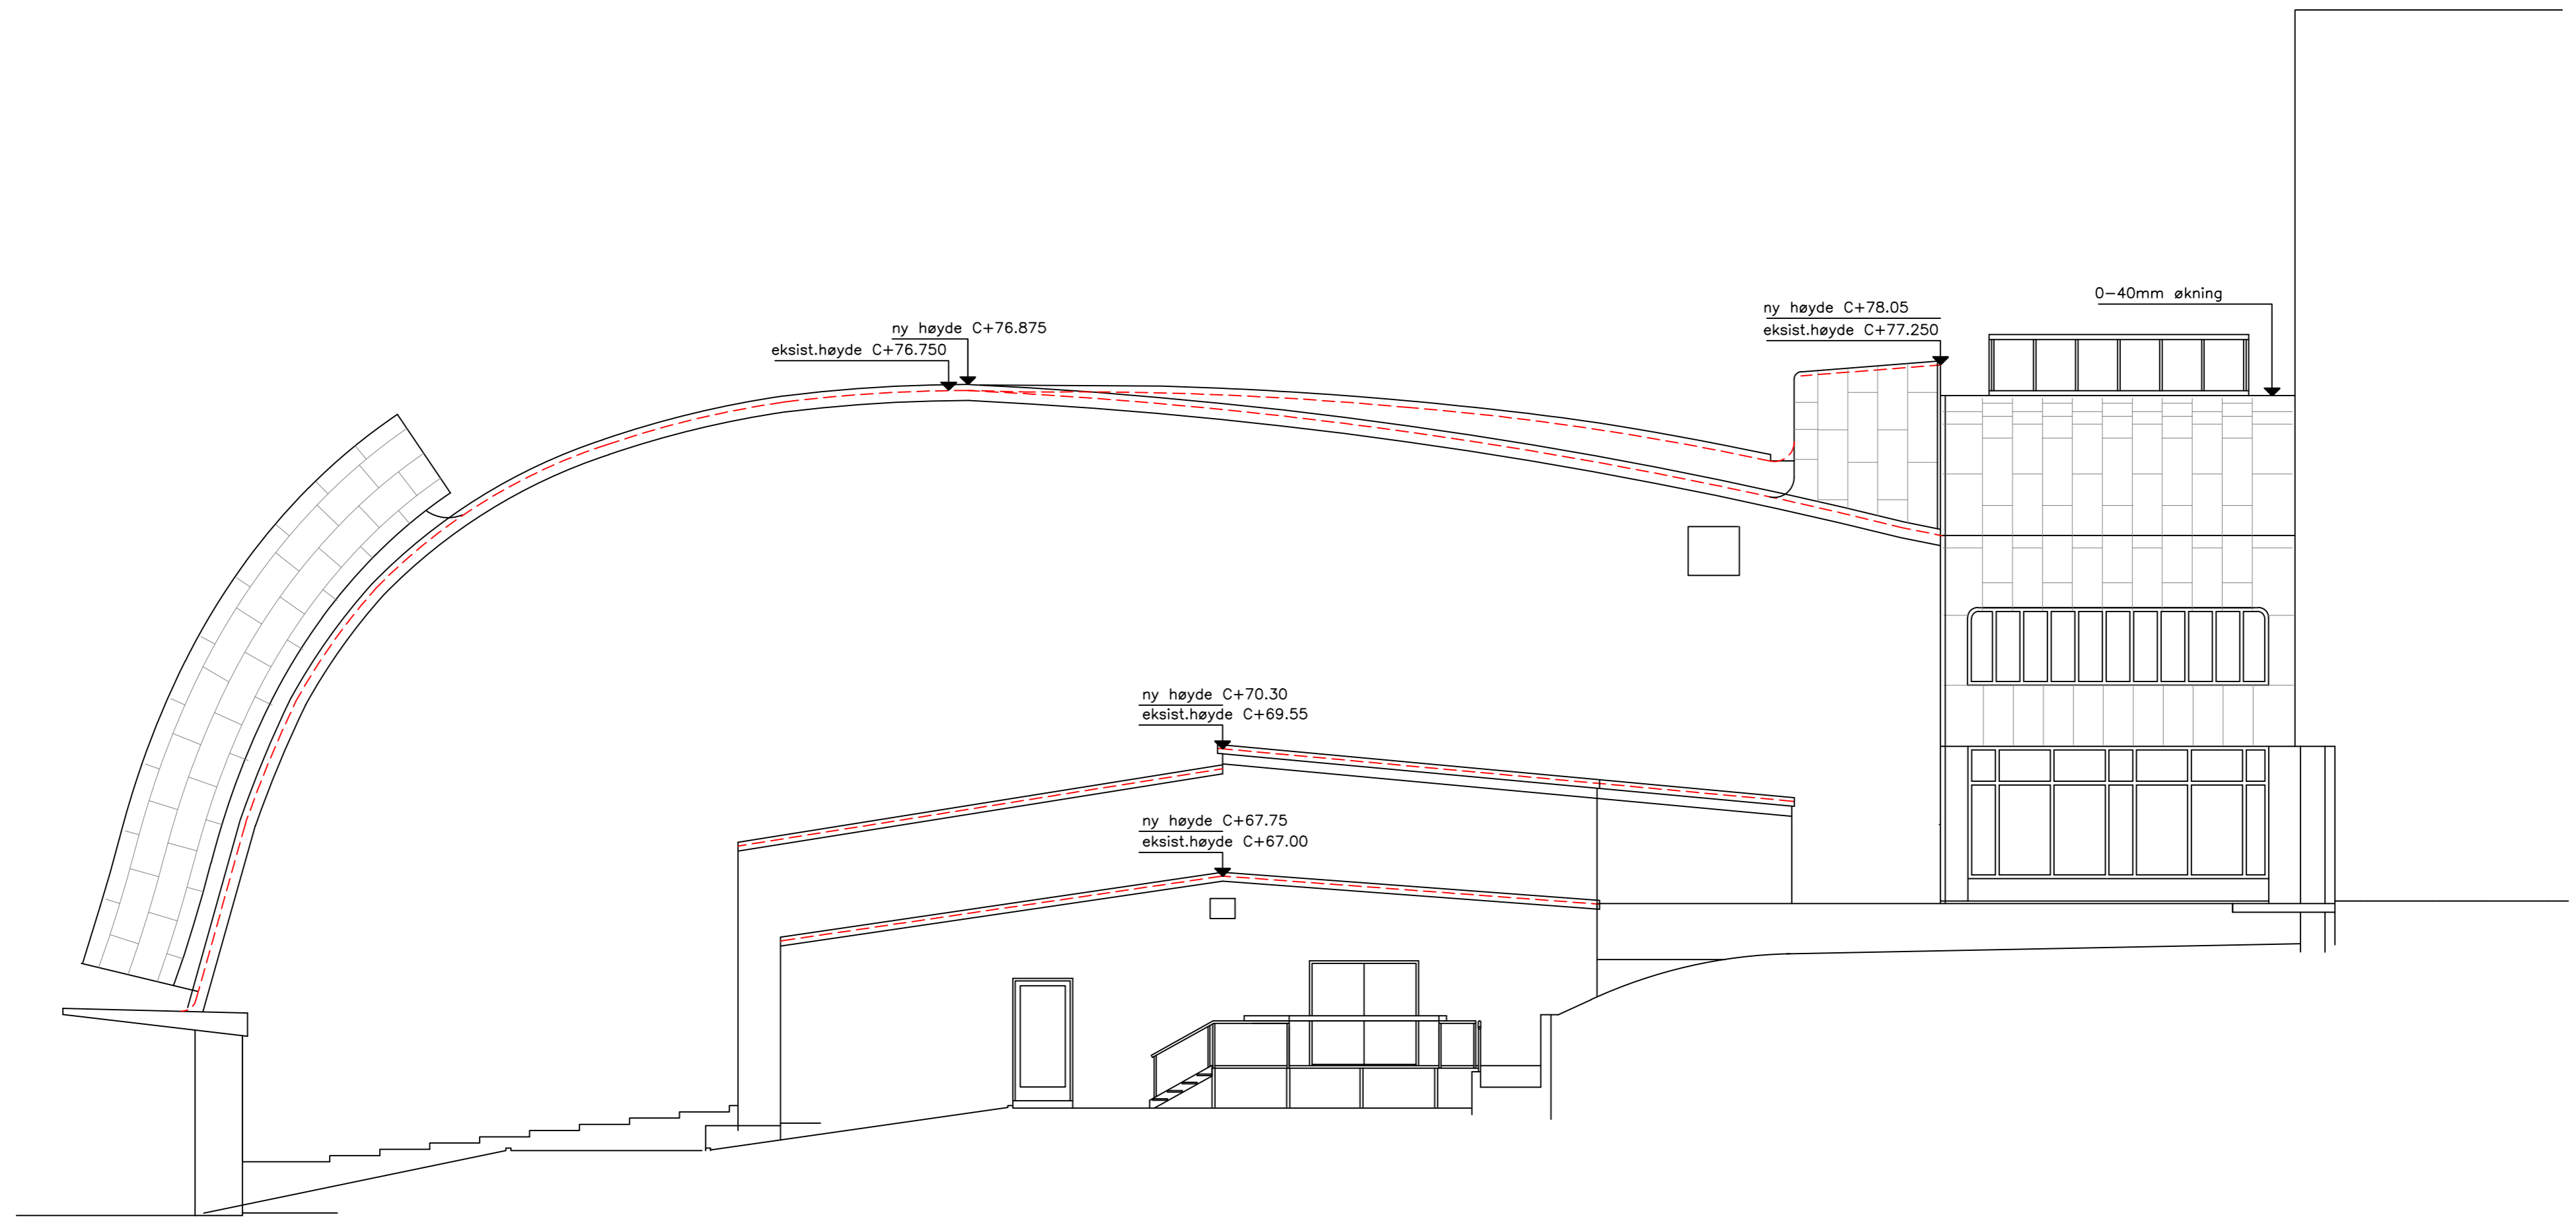 0-40mm økning
ny høyde C+78.05
eksist.høyde C+77.250
ny høyde C+76.875
eksist.høyde C+76.750
ny høyde C+70.30
eksist.høyde C+69.55
ny høyde C+67.75
eksist.høyde C+67.00